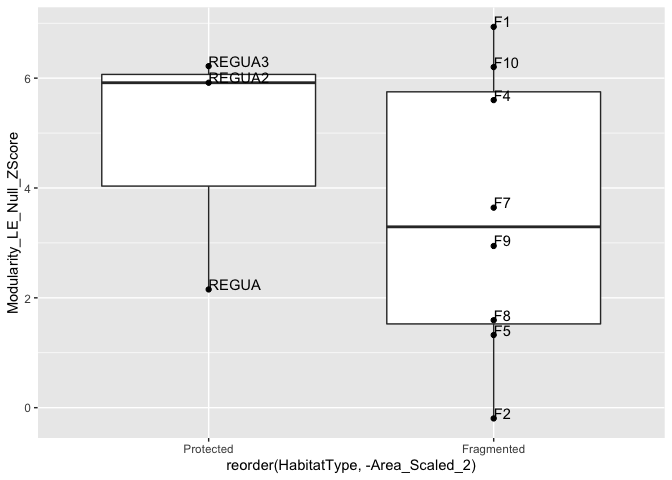 F1
REGUA3
F10
6
REGUA2
F4
4
F7
F9
REGUA
2
F8
F5
F2
0
Modularity_LE_Null_ZScore
Protected
Fragmented
reorder(HabitatType, -Area_Scaled_2)